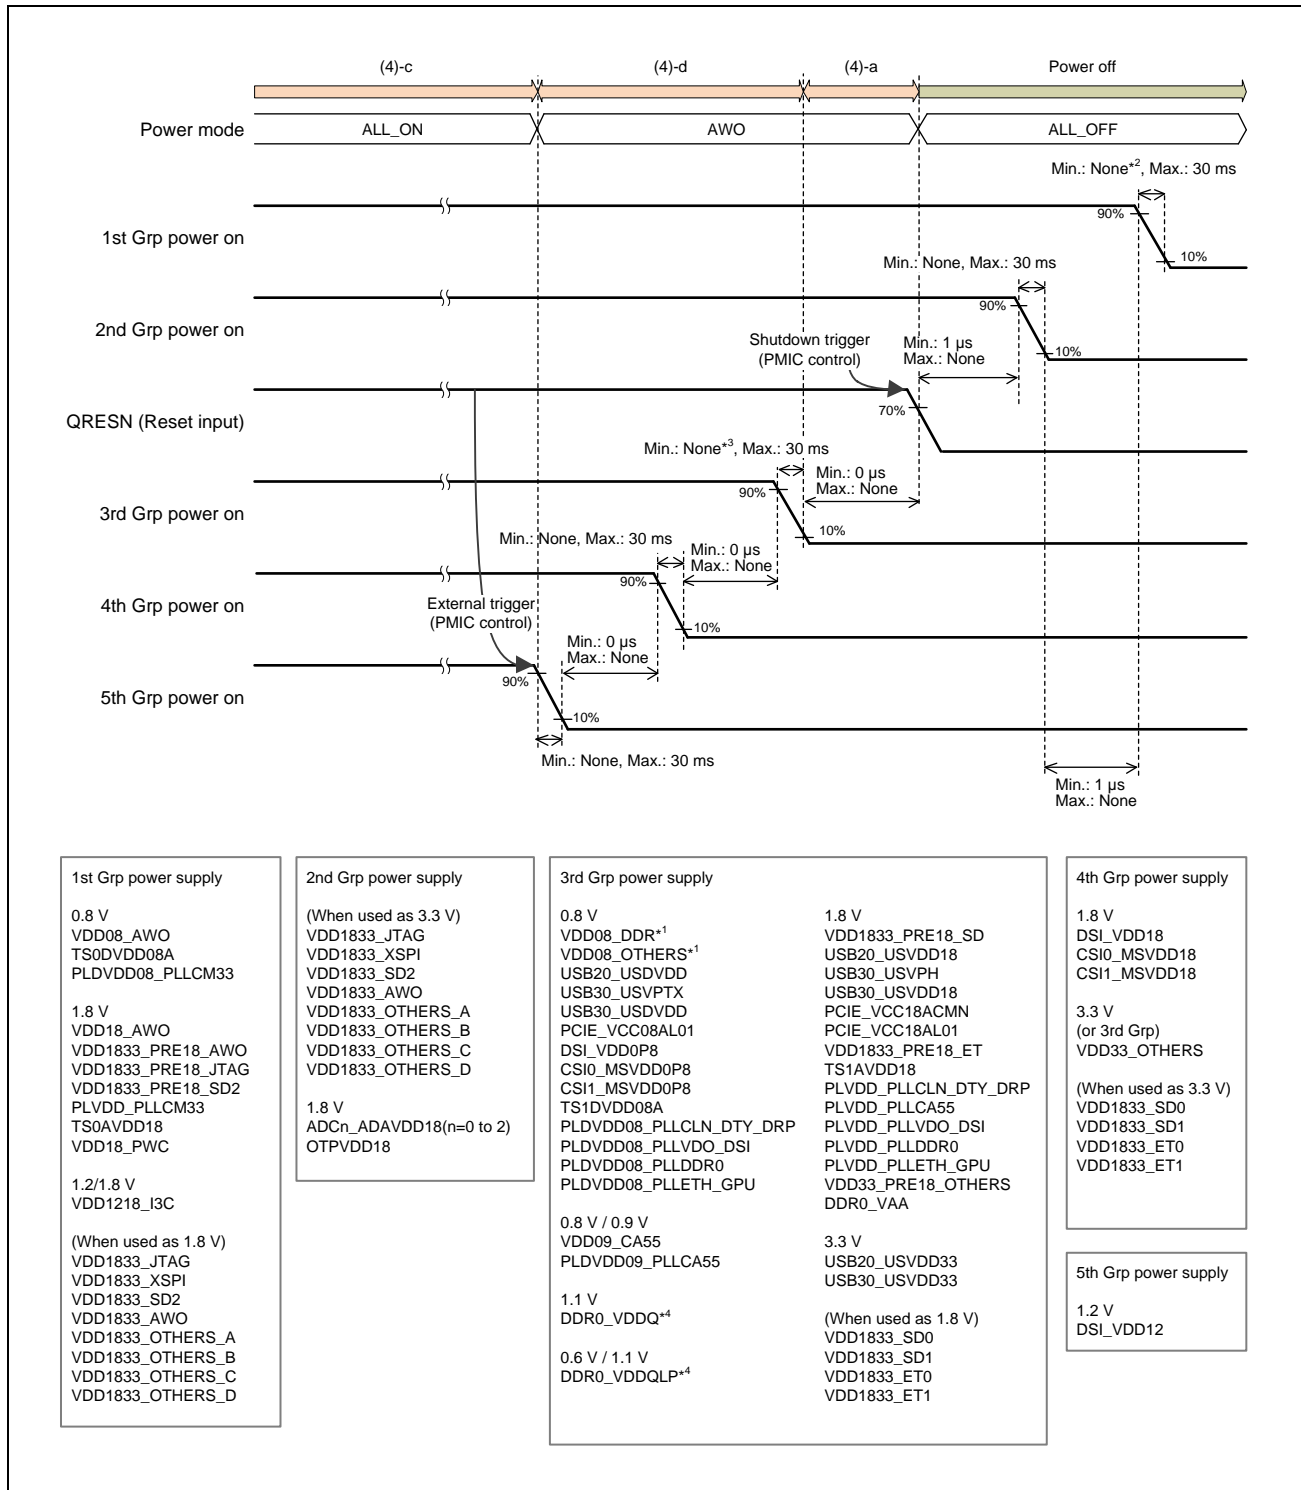 (4)-c (4)-d (4)-a Power off
Power mode ALL_ON AWO ALL_OFF
Min.: None*2, Max.: 30 ms
90%
1st Grp power on
10%
Min.: None, Max.: 30 ms
90%
2nd Grp power on
Shutdown trigger
(PMIC control)
Min.: 1 µs
Max.: None
10%
70%
QRESN (Reset input)
Min.: None*3, Max.: 30 ms
Min.: 0 µs
Max.: None
90%
3rd Grp power on
10%
Min.: None, Max.: 30 ms
Min.: 0 µs
Max.: None
90%
4th Grp power on
External trigger
(PMIC control)
10%
Min.: 0 µs
Max.: None
90%
5th Grp power on
10%
Min.: None, Max.: 30 ms
Min.: 1 µs
Max.: None
1st Grp power supply
0.8 V
VDD08_AWO
TS0DVDD08A
PLDVDD08_PLLCM33
1.8 V
VDD18_AWO
VDD1833_PRE18_AWO
VDD1833_PRE18_JTAG
VDD1833_PRE18_SD2
PLVDD_PLLCM33
TS0AVDD18
VDD18_PWC
1.2/1.8 V
VDD1218_I3C
(When used as 1.8 V)
VDD1833_JTAG
VDD1833_XSPI
VDD1833_SD2
VDD1833_AWO
VDD1833_OTHERS_A
VDD1833_OTHERS_B
VDD1833_OTHERS_C
VDD1833_OTHERS_D
2nd Grp power supply
(When used as 3.3 V)
VDD1833_JTAG
VDD1833_XSPI
VDD1833_SD2
VDD1833_AWO
VDD1833_OTHERS_A
VDD1833_OTHERS_B
VDD1833_OTHERS_C
VDD1833_OTHERS_D
1.8 V
ADCn_ADAVDD18(n=0 to 2)
OTPVDD18
3rd Grp power supply
0.8 V
VDD08_DDR*1
VDD08_OTHERS*1
USB20_USDVDD
USB30_USVPTX
USB30_USDVDD
PCIE_VCC08AL01
DSI_VDD0P8
CSI0_MSVDD0P8
CSI1_MSVDD0P8
TS1DVDD08A
PLDVDD08_PLLCLN_DTY_DRP
PLDVDD08_PLLVDO_DSI
PLDVDD08_PLLDDR0
PLDVDD08_PLLETH_GPU
0.8 V / 0.9 V
VDD09_CA55
PLDVDD09_PLLCA55
1.1 V
DDR0_VDDQ*4
0.6 V / 1.1 V
DDR0_VDDQLP*4
1.8 V
VDD1833_PRE18_SD
USB20_USVDD18
USB30_USVPH
USB30_USVDD18
PCIE_VCC18ACMN
PCIE_VCC18AL01
VDD1833_PRE18_ET
TS1AVDD18
PLVDD_PLLCLN_DTY_DRP
PLVDD_PLLCA55
PLVDD_PLLVDO_DSI
PLVDD_PLLDDR0
PLVDD_PLLETH_GPU
VDD33_PRE18_OTHERS
DDR0_VAA
3.3 V
USB20_USVDD33
USB30_USVDD33
(When used as 1.8 V)
VDD1833_SD0
VDD1833_SD1
VDD1833_ET0
VDD1833_ET1
4th Grp power supply
1.8 V
DSI_VDD18
CSI0_MSVDD18
CSI1_MSVDD18
3.3 V
(or 3rd Grp)
VDD33_OTHERS
(When used as 3.3 V)
VDD1833_SD0
VDD1833_SD1
VDD1833_ET0
VDD1833_ET1
5th Grp power supply
1.2 V
DSI_VDD12